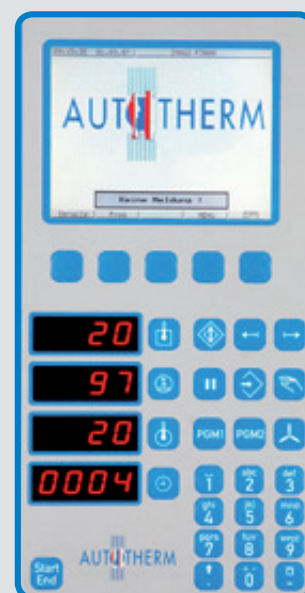 AUTOTHERM
Keine Meldung !
20
97
20
PGM1 PGM2
0004
1 abc 2 def 3
ghi 4 jkl 5 mno 6
pqrs 7 tuv 8 wxyz 9
0
Start
End
AUTOTHERM